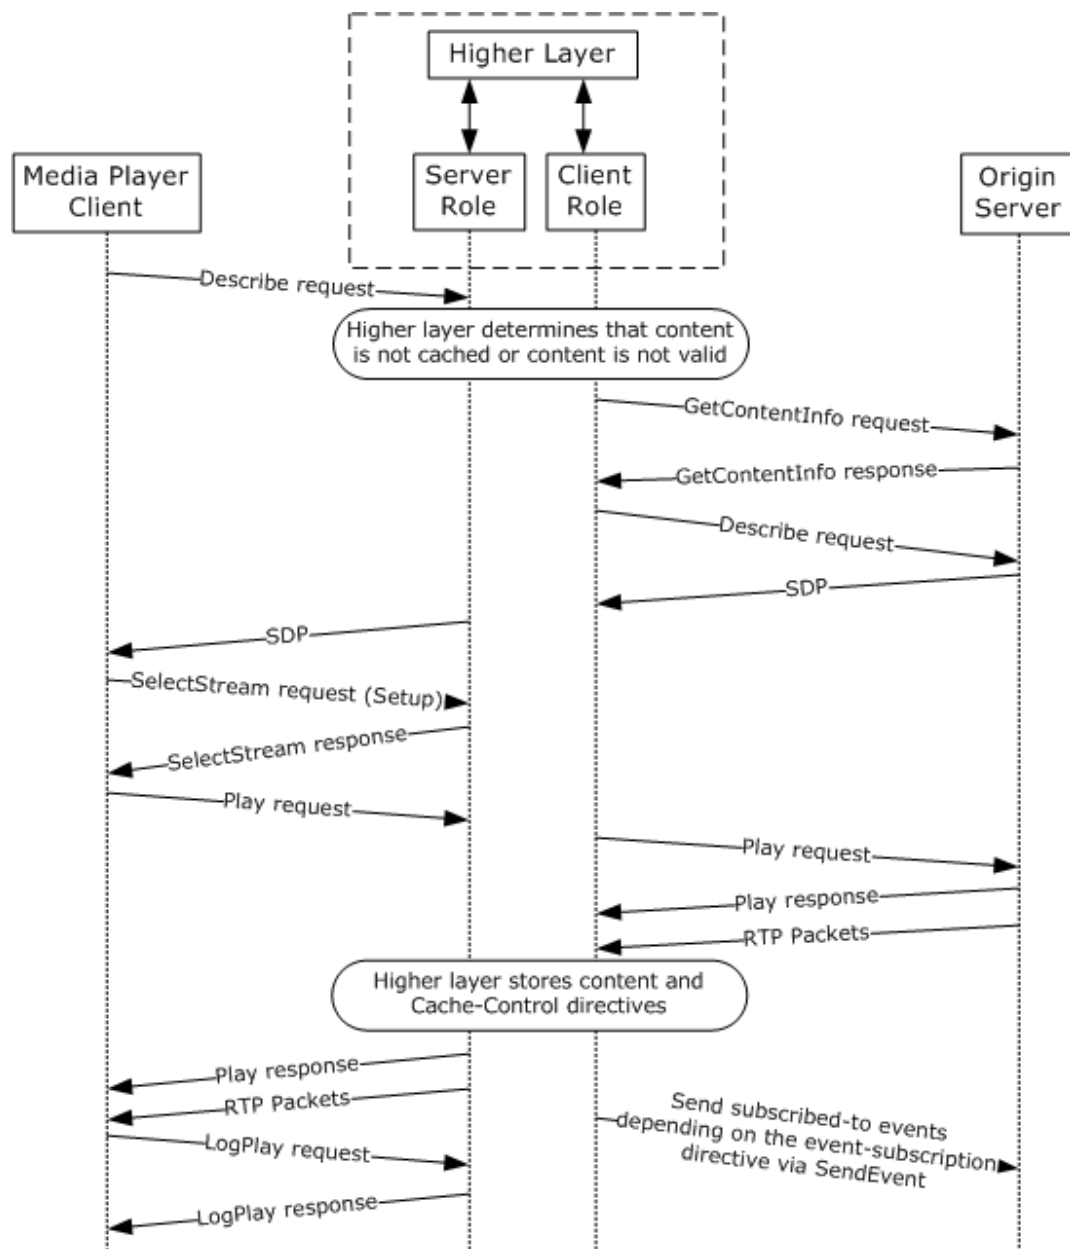 Higher Layer
Media Player
Client
Server
Role
Client
Role
Origin
Server
Describe request
Higher layer determines that content
is not cached or content is not valid
GetContentInfo request
GetContentInfo response
Describe request
SDP
SDP
SelectStream request (Setup)
SelectStream response
Play request
Play request
Play response
RTP Packets
Higher layer stores content and
Cache-Control directives
Play response
RTP Packets
Send subscribed-to events
depending on the event-subscription
directive via SendEvent
LogPlay request
LogPlay response